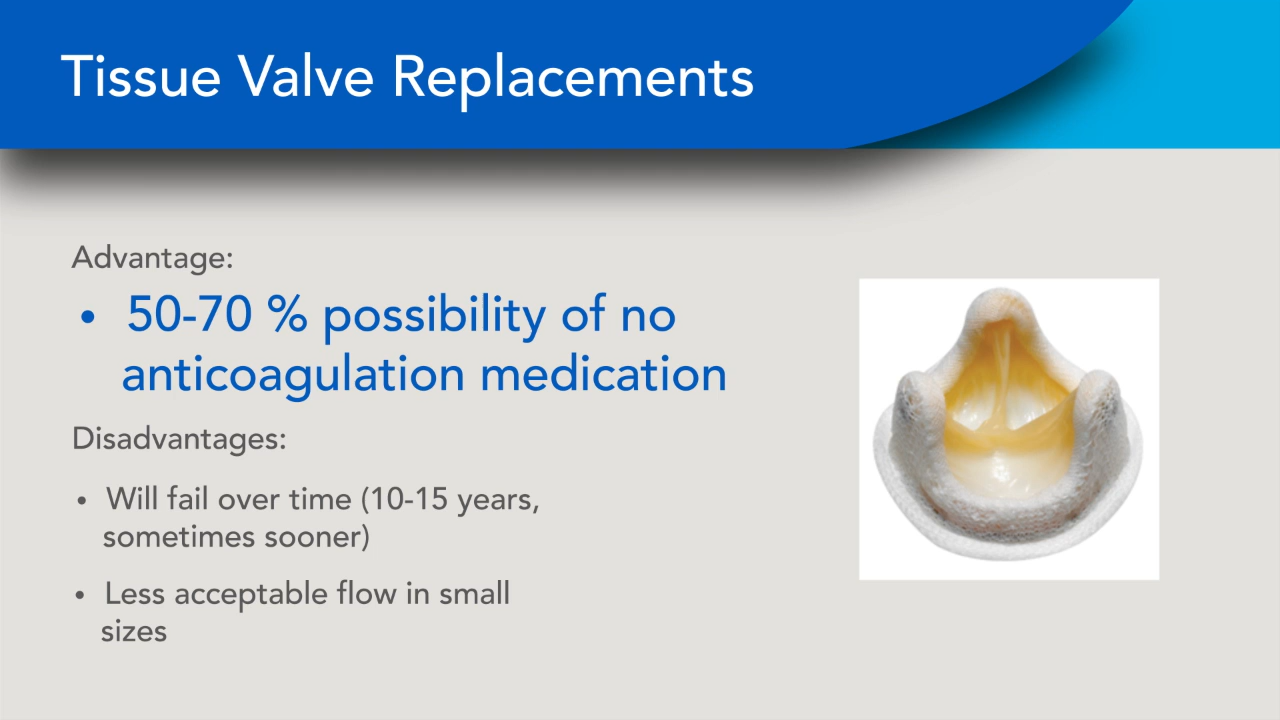 Tissue Valve Replacements
Advantage:
• 50-70 % possibility of no
anticoagulation medication
Disadvantages:
• Will fail over time (10-15 years,
sometimes sooner)
• Less acceptable flow in small
sizes